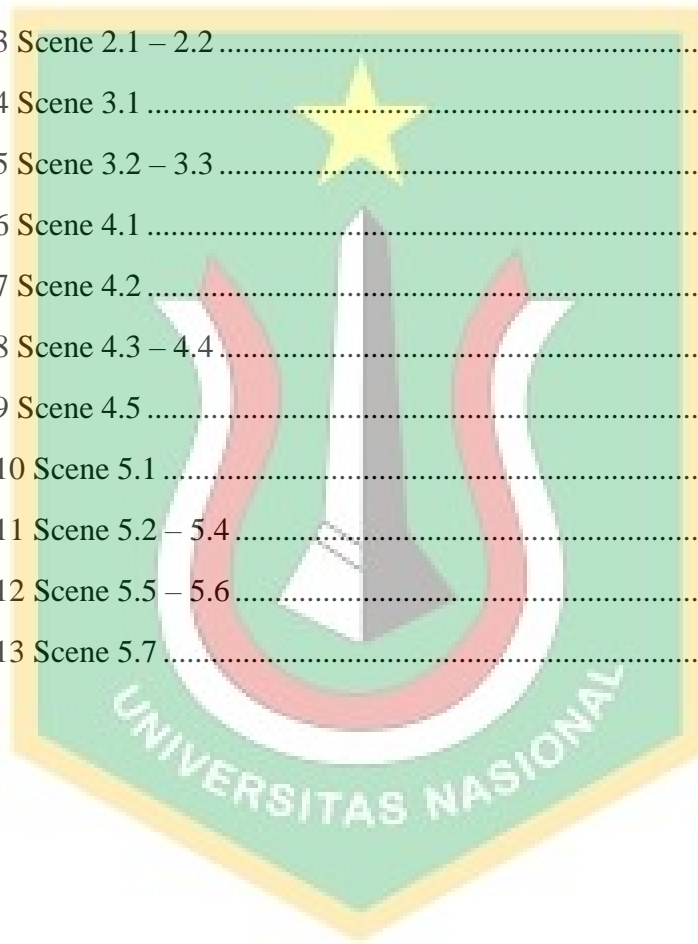 3 Scene 2.1 – 2.2........................................................
4 Scene 3.1................................................................
5 Scene 3.2 – 3.3........................................................
6 Scene 4.1................................................................
7 Scene 4.2................................................................
8 Scene 4.3 – 4.4........................................................
9 Scene 4.5................................................................
10 Scene 5.1..............................................................
11 Scene 5.2 – 5.4......................................................
12 Scene 5.5 – 5.6......................................................
13 Scene 5.7..............................................................
UNIVERSITAS NASIONAL